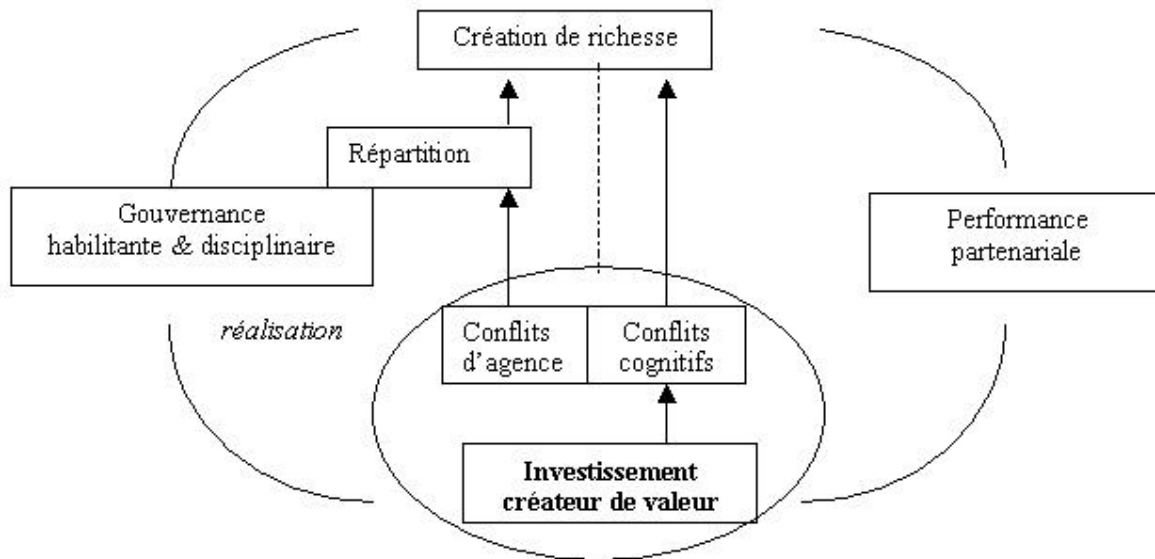 Création de richesse
Répartition
Gouvernance
habilitante & disciplinaire
Performance
partenariale
réalisation
Conflits
d’agence
Conflits
cognitifs
Investissement
créateur de valeur